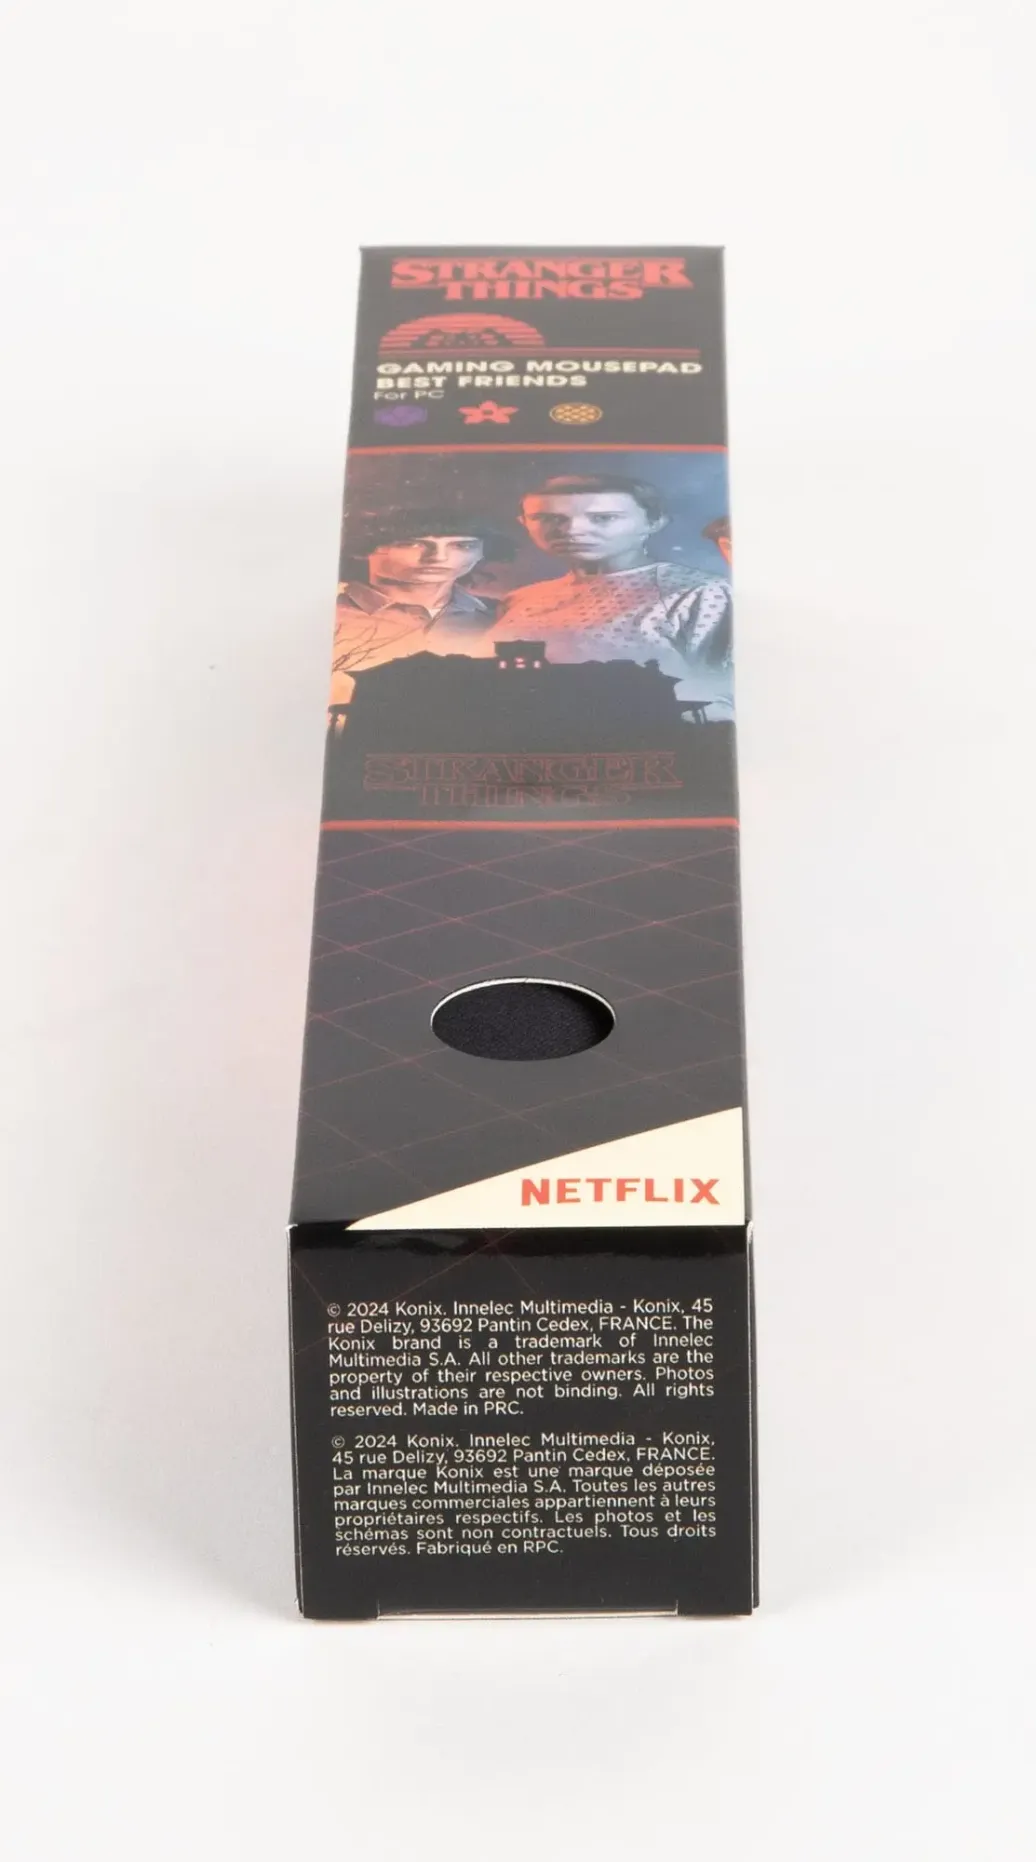 STRANGER
THINGS
GAMING MOUSEPAD
BEST FRIENDS
For PC
STRANGER
THINGS
NETFLIX
© 2024 Konix. Innelec Multimedia - Konix, 45
rue Delizy, 93692 Pantin Cedex, FRANCE. The
Konix brand is a trademark of Innelec
Multimedia S.A. All other trademarks are the
property of their respective owners. Photos
and illustrations are not binding. All rights
reserved. Made in PRC.
© 2024 Konix. Innelec Multimedia - Konix,
45 rue Delizy, 93692 Pantin Cedex, FRANCE.
La marque Konix est une marque déposée
par Innelec Multimedia S.A. Toutes les autres
marques commerciales appartiennent à leurs
propriétaires respectifs. Les photos et les
schémas sont non contractuels. Tous droits
réservés. Fabriqué en RPC.